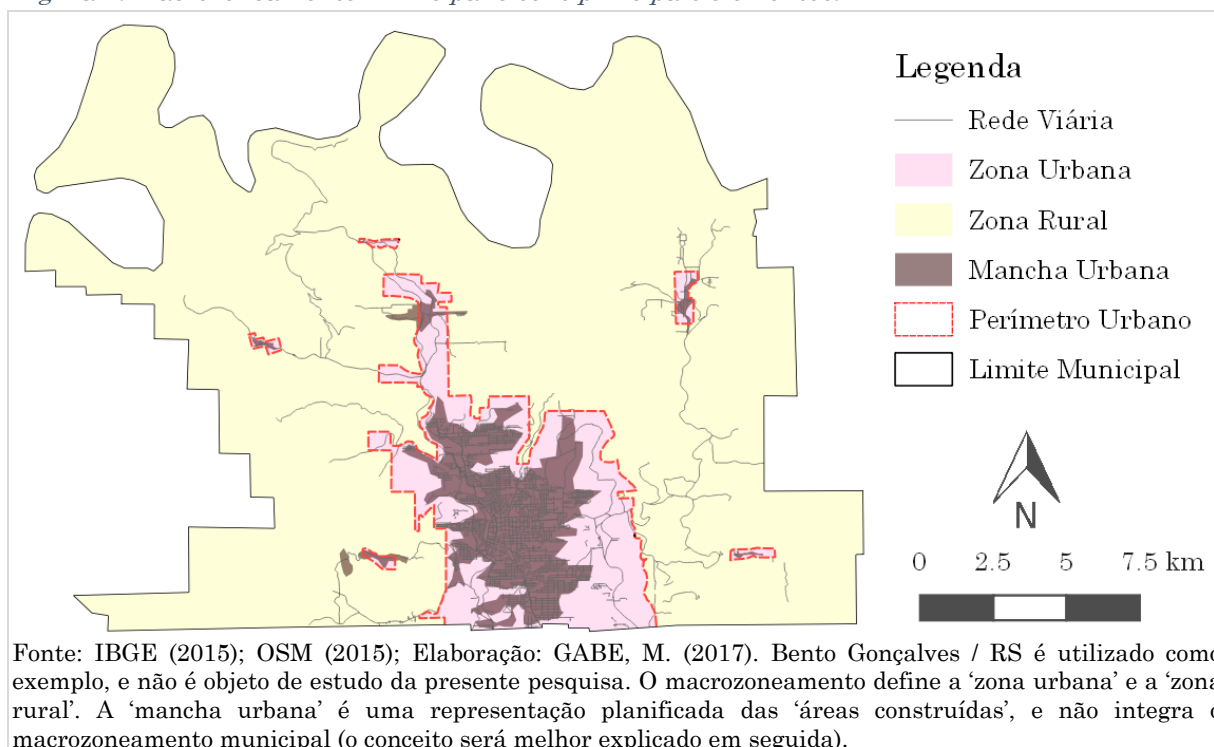 Legenda
Rede Viária
Zona Urbana
Zona Rural
Mancha Urbana
Perímetro Urbano
Limite Municipal
N
0 2.5 5 7.5 km
Fonte: IBGE (2015); OSM (2015); Elaboração: GABE, M. (2017). Bento Gonçalves / RS é utilizado como
exemplo, e não é objeto de estudo da presente pesquisa. O macrozoneamento define a ‘zona urbana’ e a ‘zona
rural’. A ‘mancha urbana’ é uma representação planificada das ‘áreas construídas’, e não integra o
macrozoneamento municipal (o conceito será melhor explicado em seguida).